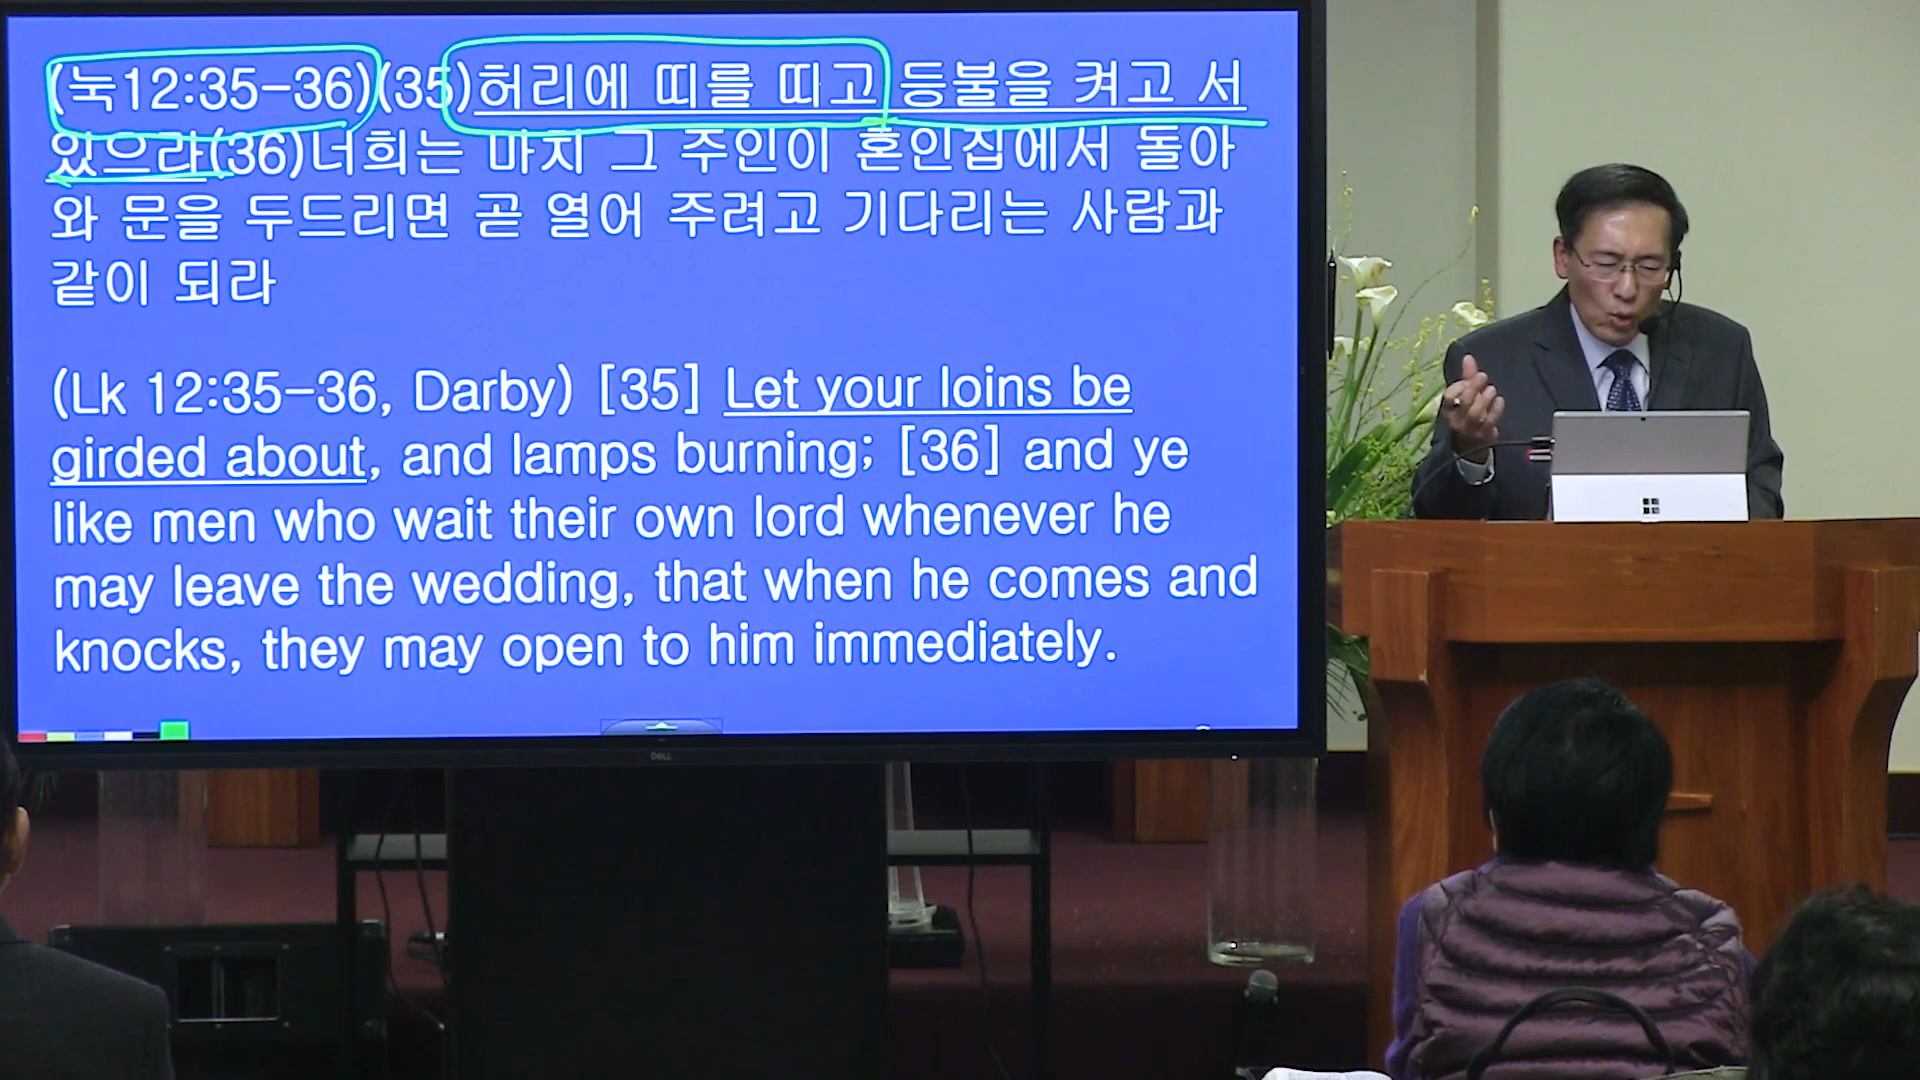 (눅12:35-36)(35)허리에 띠를 띠고 등불을 켜고 서
있으라(36)너희는 마치 그 주인이 혼인집에서 돌아
와 문을 두드리면 곧 열어 주려고 기다리는 사람과
같이 되라
(Lk 12:35-36, Darby) [35] Let your loins be
girded about, and lamps burning; [36] and ye
like men who wait their own lord whenever he
may leave the wedding, that when he comes and
knocks, they may open to him immediately.
DELL